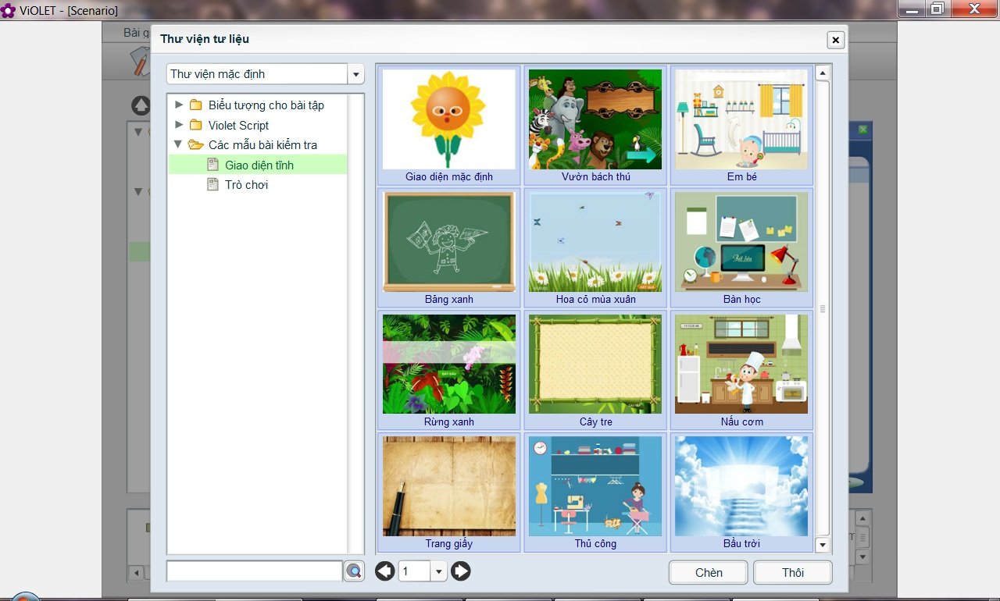 ViOLET - [Scenario]
Bài g
Thư viện tư liệu
Thư viện mặc định
Biểu tượng cho bài tập
Violet Script
Các mẫu bài kiểm tra
Giao diện tĩnh
Trò chơi
Giao diện mặc định
Vườn bách thú
Em bé
Bảng xanh
Hoa cỏ mùa xuân
Bàn học
BẮT ĐẦU
Rừng xanh
Cây tre
Nấu cơm
Trang giấy
Thủ công
Bầu trời
1
Chèn
Thôi